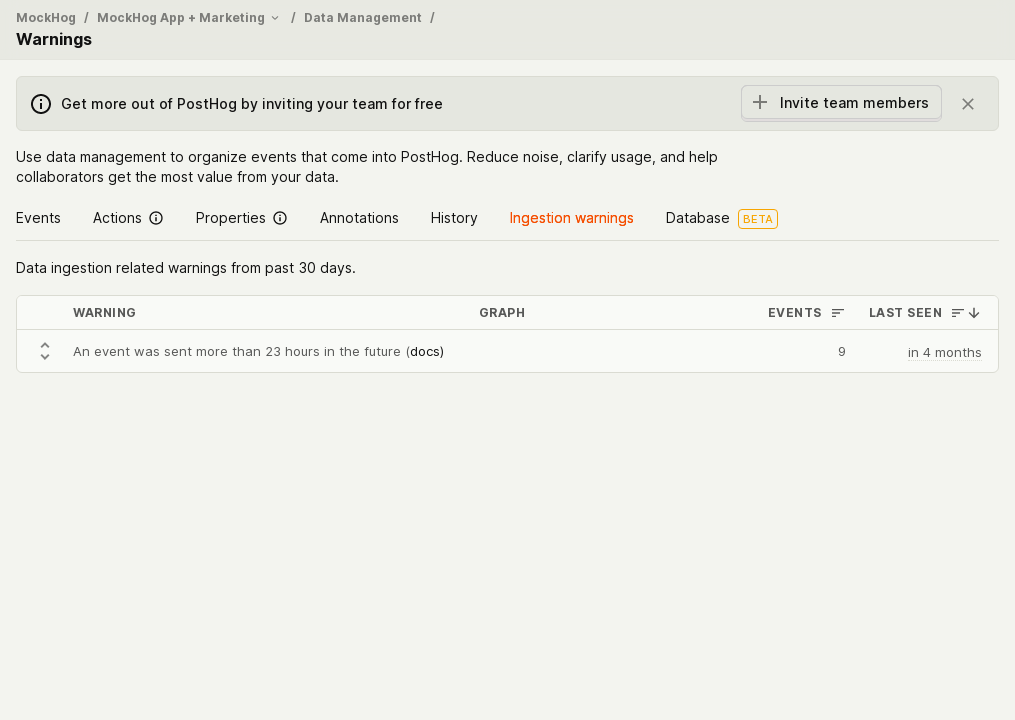 MockHog / MockHog App + Marketing / Data Management /
Warnings
Get more out of PostHog by inviting your team for free
Invite team members
Use data management to organize events that come into PostHog. Reduce noise, clarify usage, and help
collaborators get the most value from your data.
Events Actions Properties Annotations History Ingestion warnings Database BETA
Data ingestion related warnings from past 30 days.
WARNING GRAPH EVENTS LAST SEEN
An event was sent more than 23 hours in the future (docs) 9 in 4 months